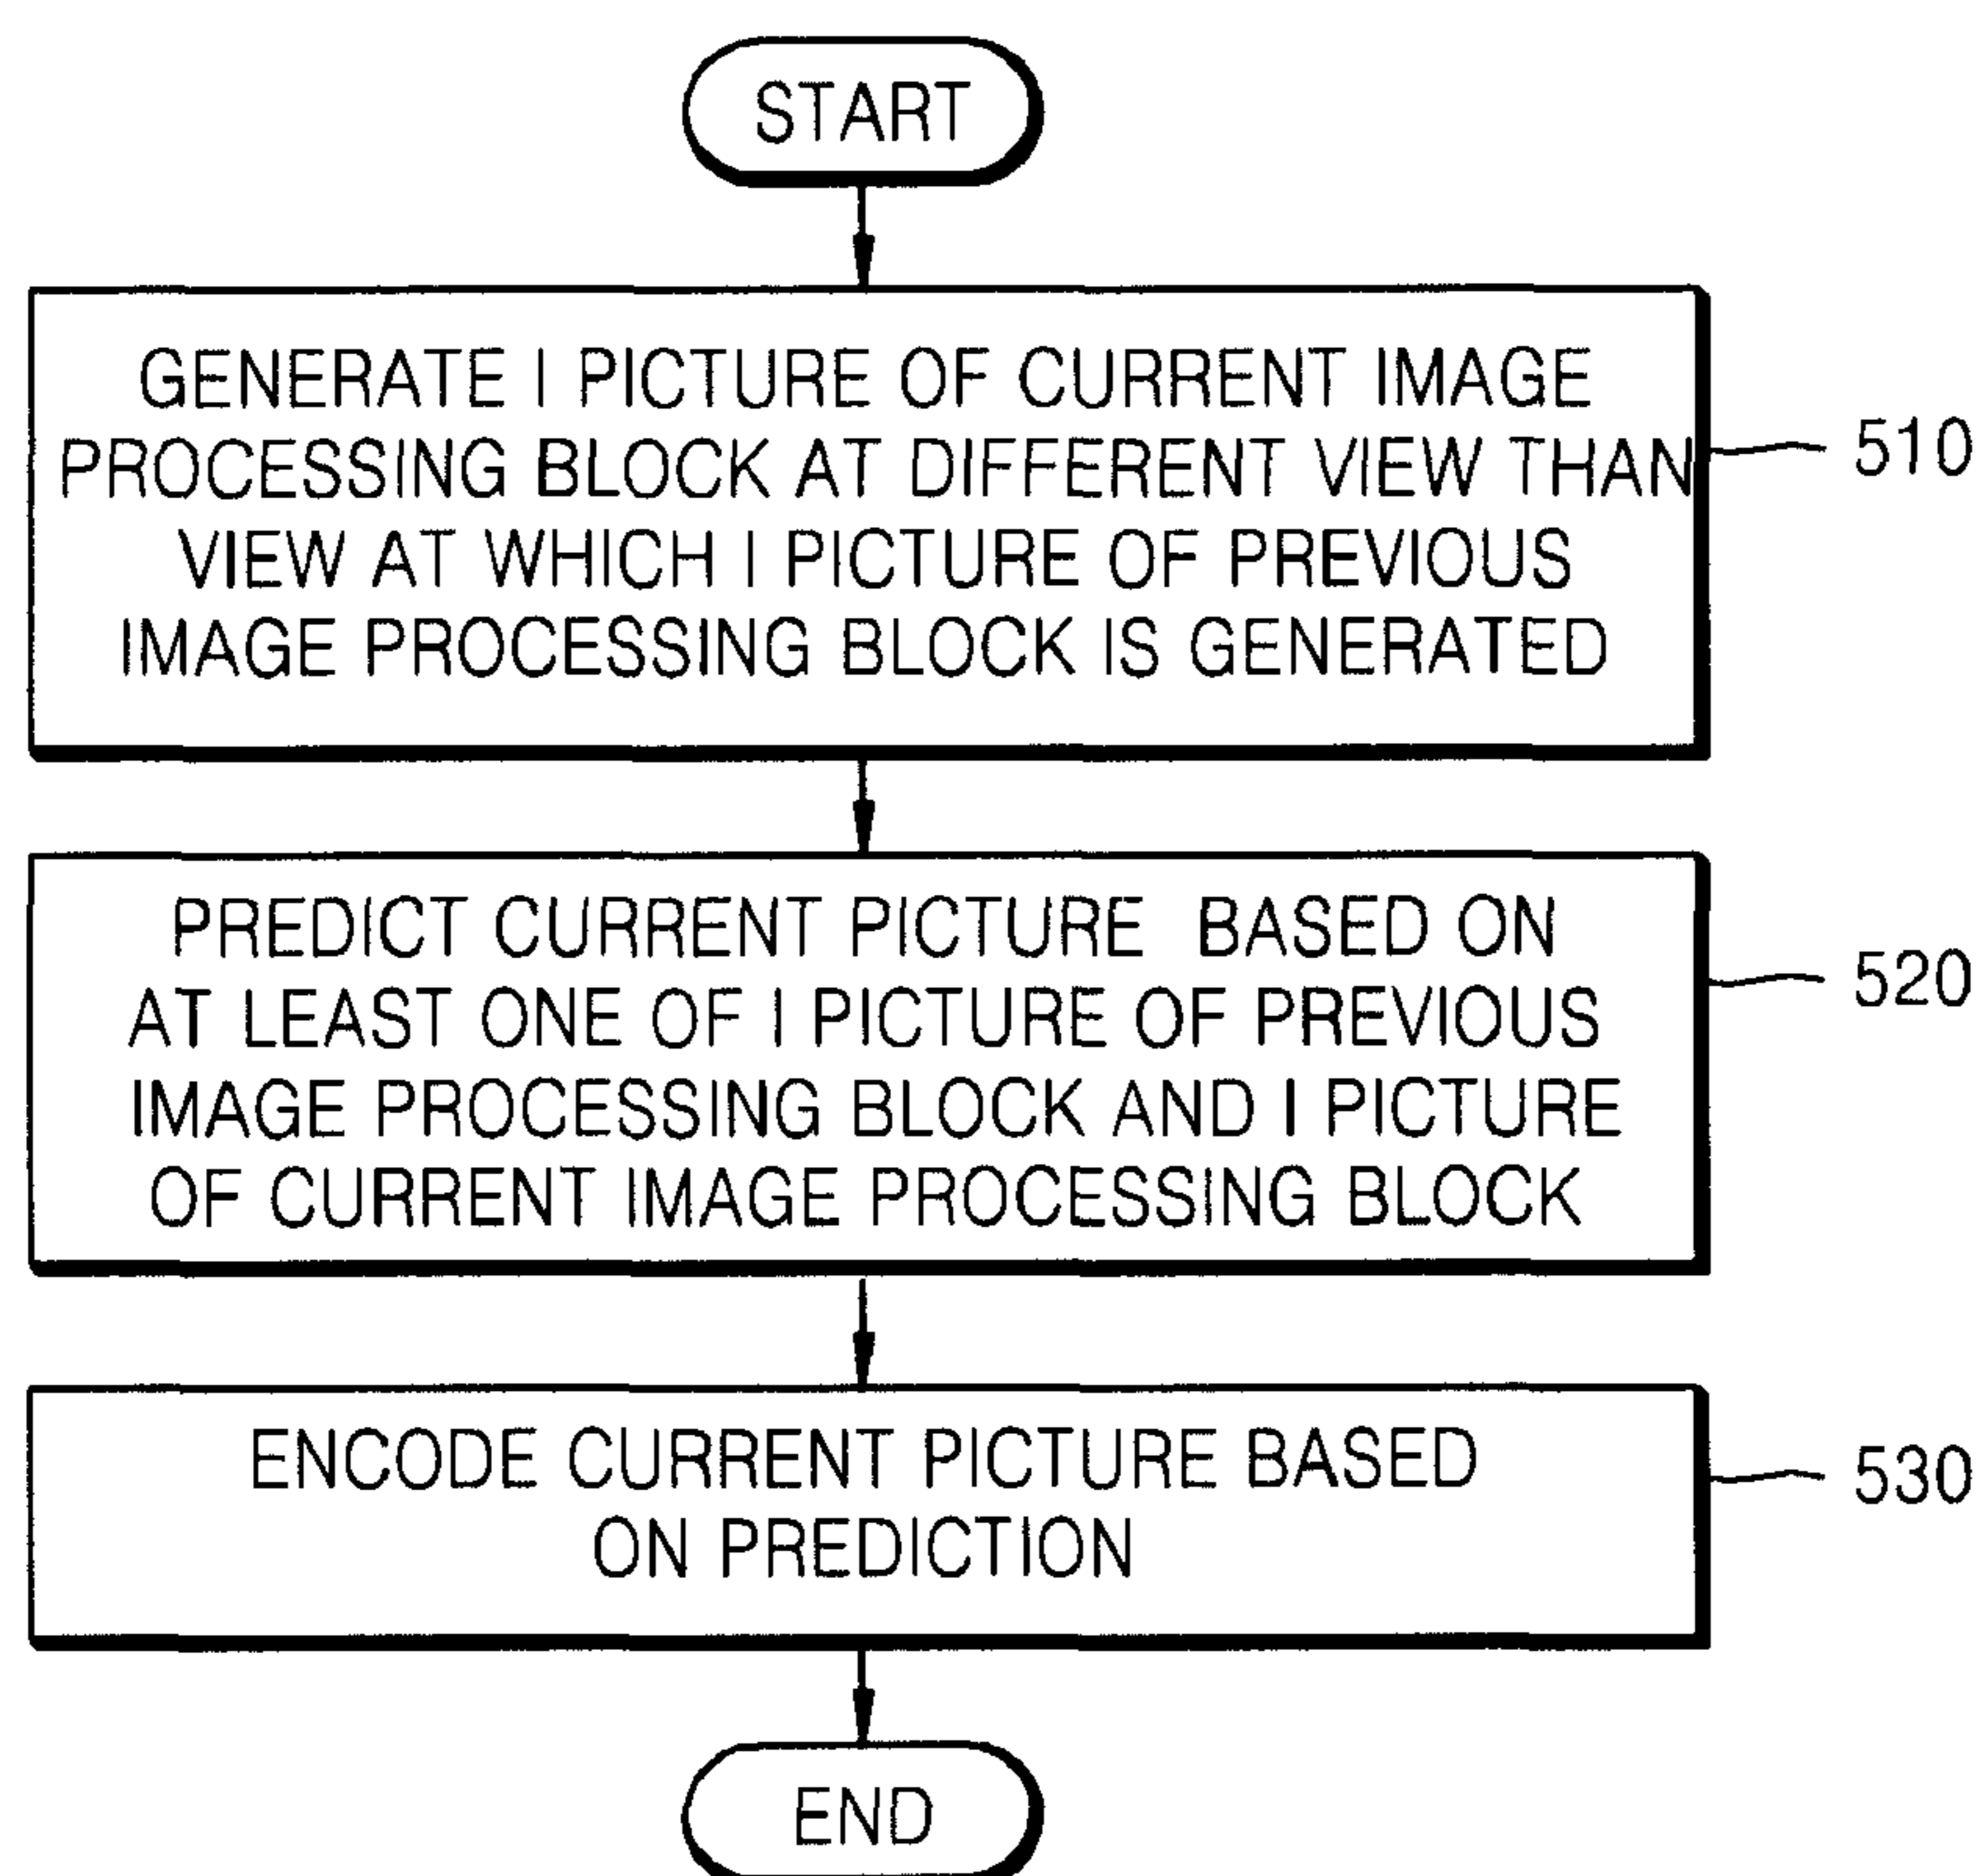 START
GENERATE I PICTURE OF CURRENT IMAGE
PROCESSING BLOCK AT DIFFERENT VIEW THAN
VIEW AT WHICH I PICTURE OF PREVIOUS
IMAGE PROCESSING BLOCK IS GENERATED
510
PREDICT CURRENT PICTURE BASED ON
AT LEAST ONE OF I PICTURE OF PREVIOUS
IMAGE PROCESSING BLOCK AND I PICTURE
OF CURRENT IMAGE PROCESSING BLOCK
520
ENCODE CURRENT PICTURE BASED
ON PREDICTION
530
END